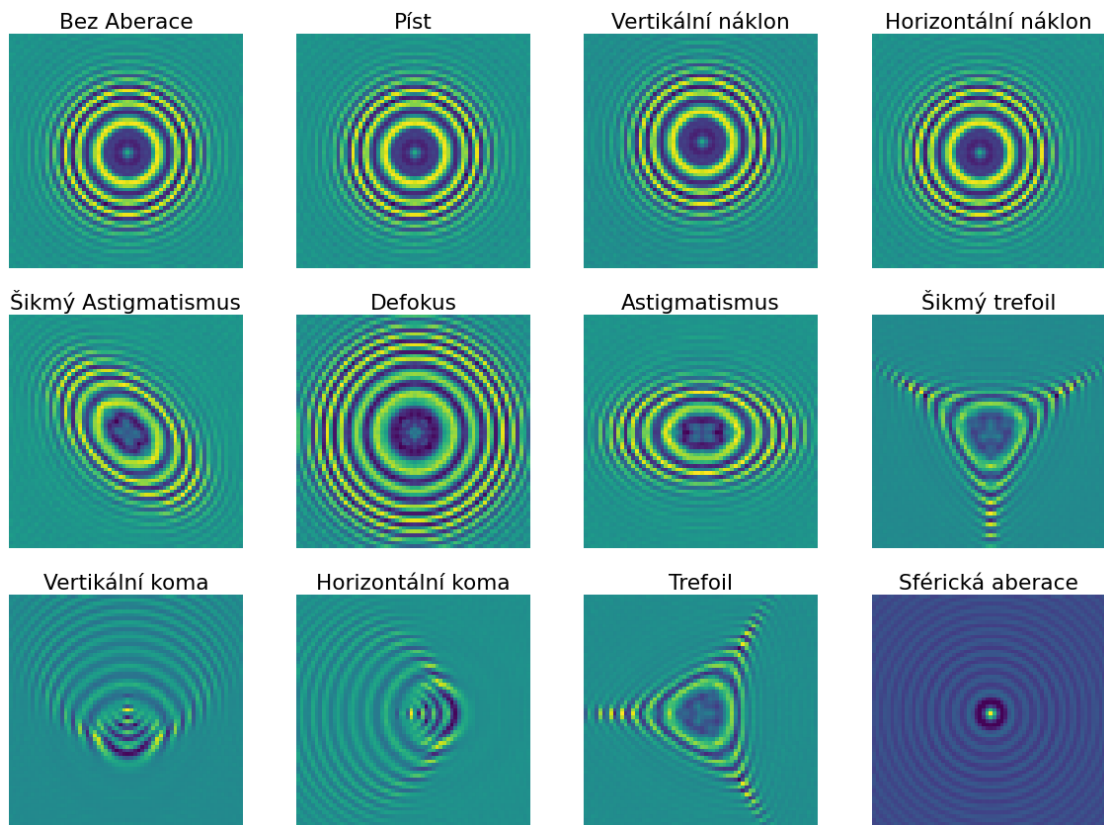 Bez Aberace
Píst
Vertikální náklon
Horizontální náklon
Šikmý Astigmatismus
Defokus
Astigmatismus
Šikmý trefoil
Vertikální koma
Horizontální koma
Trefoil
Sférická aberace